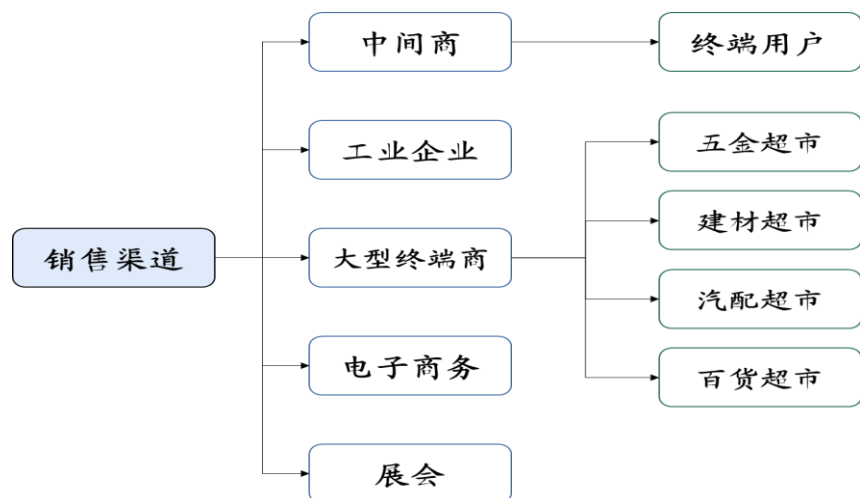 销售渠道
中间商
工业企业
大型终端商
电子商务
展会
终端用户
五金超市
建材超市
汽配超市
百货超市